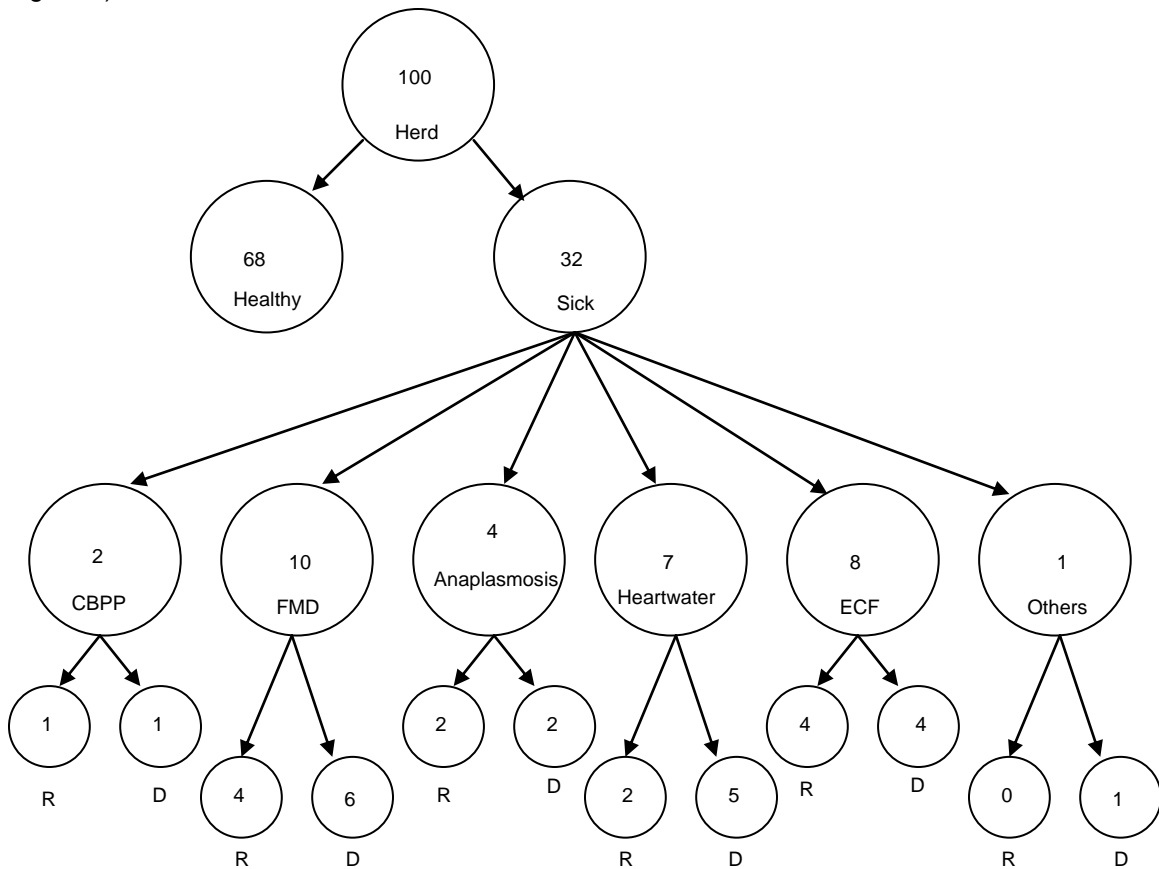 100
Herd
68
Healthy
32
Sick
2
CBPP
10
FMD
4
Anaplasmosis
7
Heartwater
8
ECF
1
Others
1
R
1
D
4
R
6
D
2
R
2
D
2
R
5
D
4
R
4
D
0
R
1
D